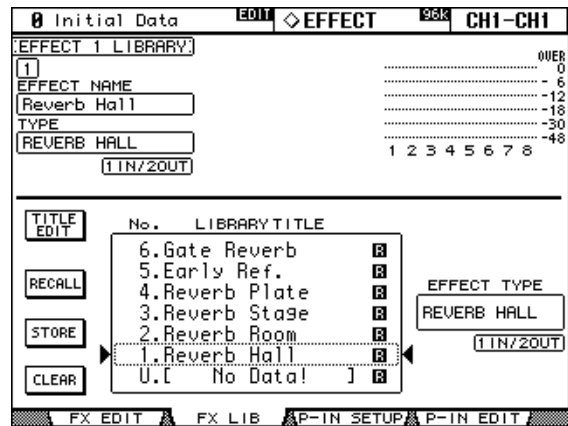 0 Initial Data EDIT ◇EFFECT 96k CH1-CH1
EFFECT 1 LIBRARY
1
EFFECT NAME
Reverb Hall
TYPE
REVERB HALL
1 IN/2OUT
OVER
0
- 6
-12
-18
-30
-48
1 2 3 4 5 6 7 8
TITLE
EDIT
RECALL
STORE
CLEAR
No. LIBRARY TITLE
6.Gate Reverb R
5.Early Ref. R
4.Reverb Plate R
3.Reverb Stage R
2.Reverb Room R
1.Reverb Hall R
U.[ No Data! ] R
EFFECT TYPE
REVERB HALL
1 IN/2OUT
FX EDIT FX LIB P-IN SETUP P-IN EDIT